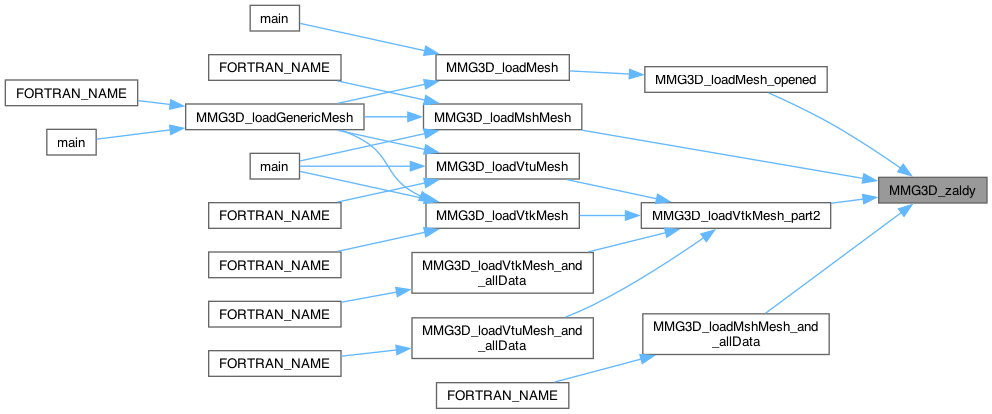 main
FORTRAN_NAME
MMG3D_loadMesh
MMG3D_loadMesh_opened
FORTRAN_NAME
MMG3D_loadGenericMesh
MMG3D_loadMshMesh
main
main
MMG3D_loadVtuMesh
MMG3D_zaldy
FORTRAN_NAME
MMG3D_loadVtkMesh
MMG3D_loadVtkMesh_part2
FORTRAN_NAME
MMG3D_loadVtkMesh_and
_allData
FORTRAN_NAME
MMG3D_loadVtuMesh_and
_allData
MMG3D_loadMshMesh_and
_allData
FORTRAN_NAME
FORTRAN_NAME